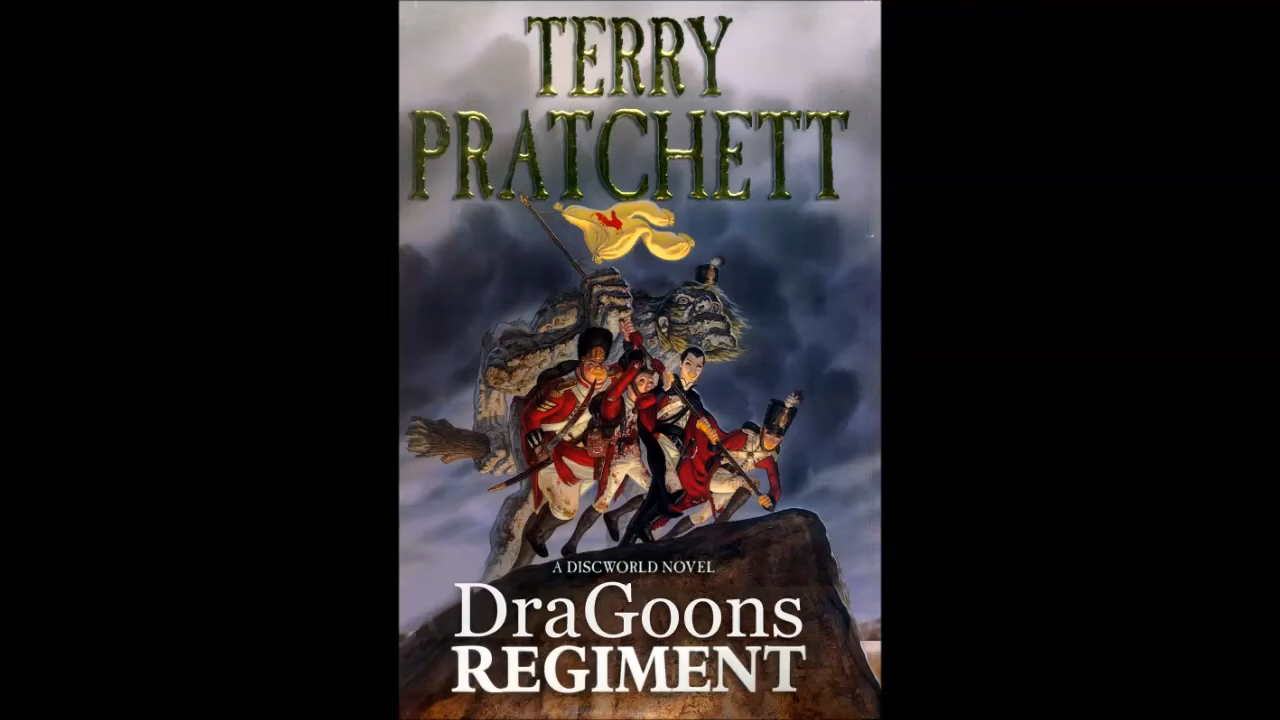 TERRY
PRATCHETT
A DISCWORLD NOVEL
DraGoons
REGIMENT